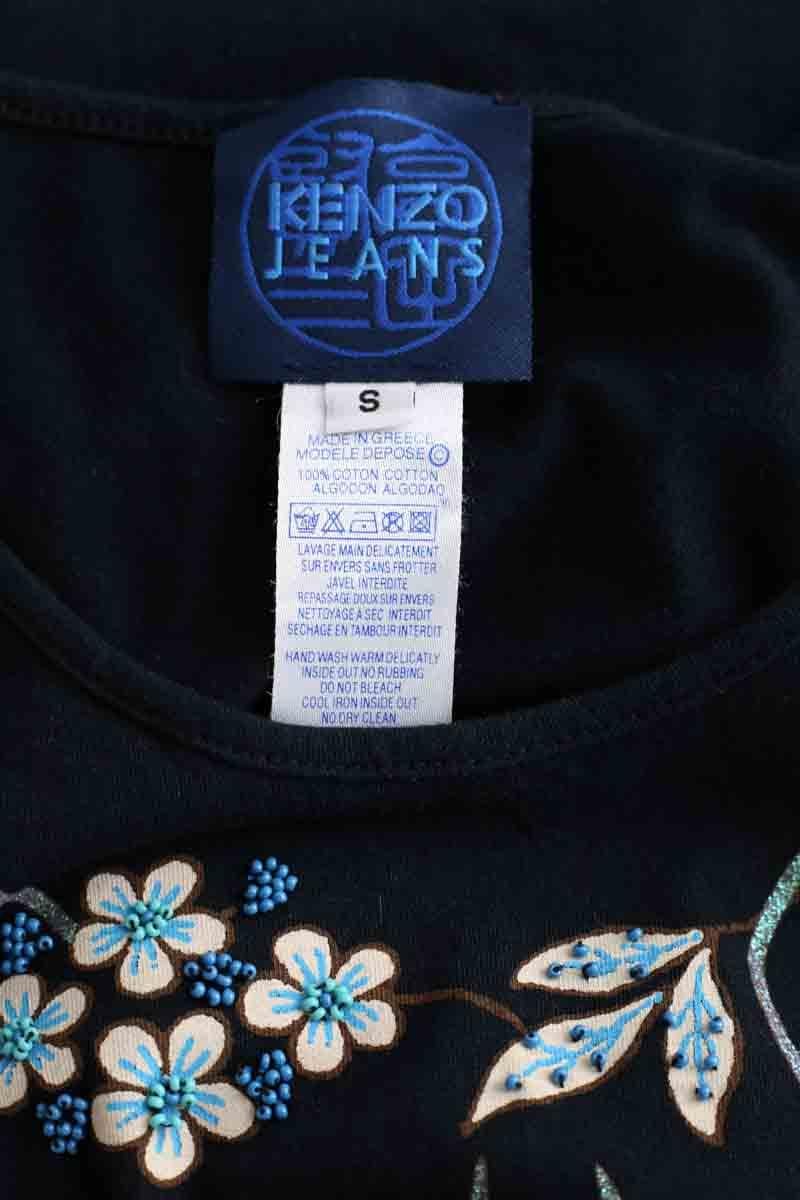 KENZO
JEANS
S
MADE IN GREECE
MODELE DEPOSE ©
100% COTON COTTON
ALGODON ALGODAO
LAVAGE MAIN DELICATEMENT
SUR ENVERS SANS FROTTER
JAVEL INTERDITE
REPASSAGE DOUX SUR ENVERS
NETTOYAGE À SEC INTERDIT
SECHAGE EN TAMBOUR INTERDIT
HAND WASH WARM DELICATLY
INSIDE OUT NO RUBBING
DO NOT BLEACH
COOL IRON INSIDE OUT
NO DRY CLEAN